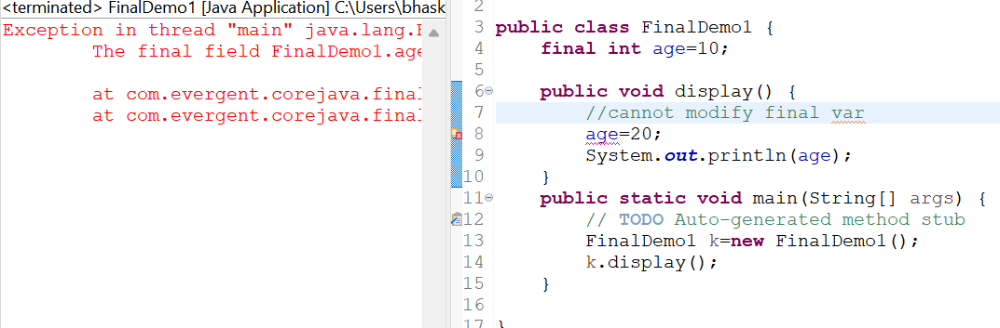 <terminated> FinalDemo1 [Java Application] C:\Users\bhask
Exception in thread "main" java.lang.
The final field FinalDemo1.age
at com.evergent.corejava.final
at com.evergent.corejava.final
2
3 public class FinalDemo1 {
4 final int age=10;
5
6 public void display() {
7 //cannot modify final var
8 age=20;
9 System.out.println(age);
10 }
11 public static void main(String[] args) {
12 // TODO Auto-generated method stub
13 FinalDemo1 k=new FinalDemo1();
14 k.display();
15 }
16
17 }